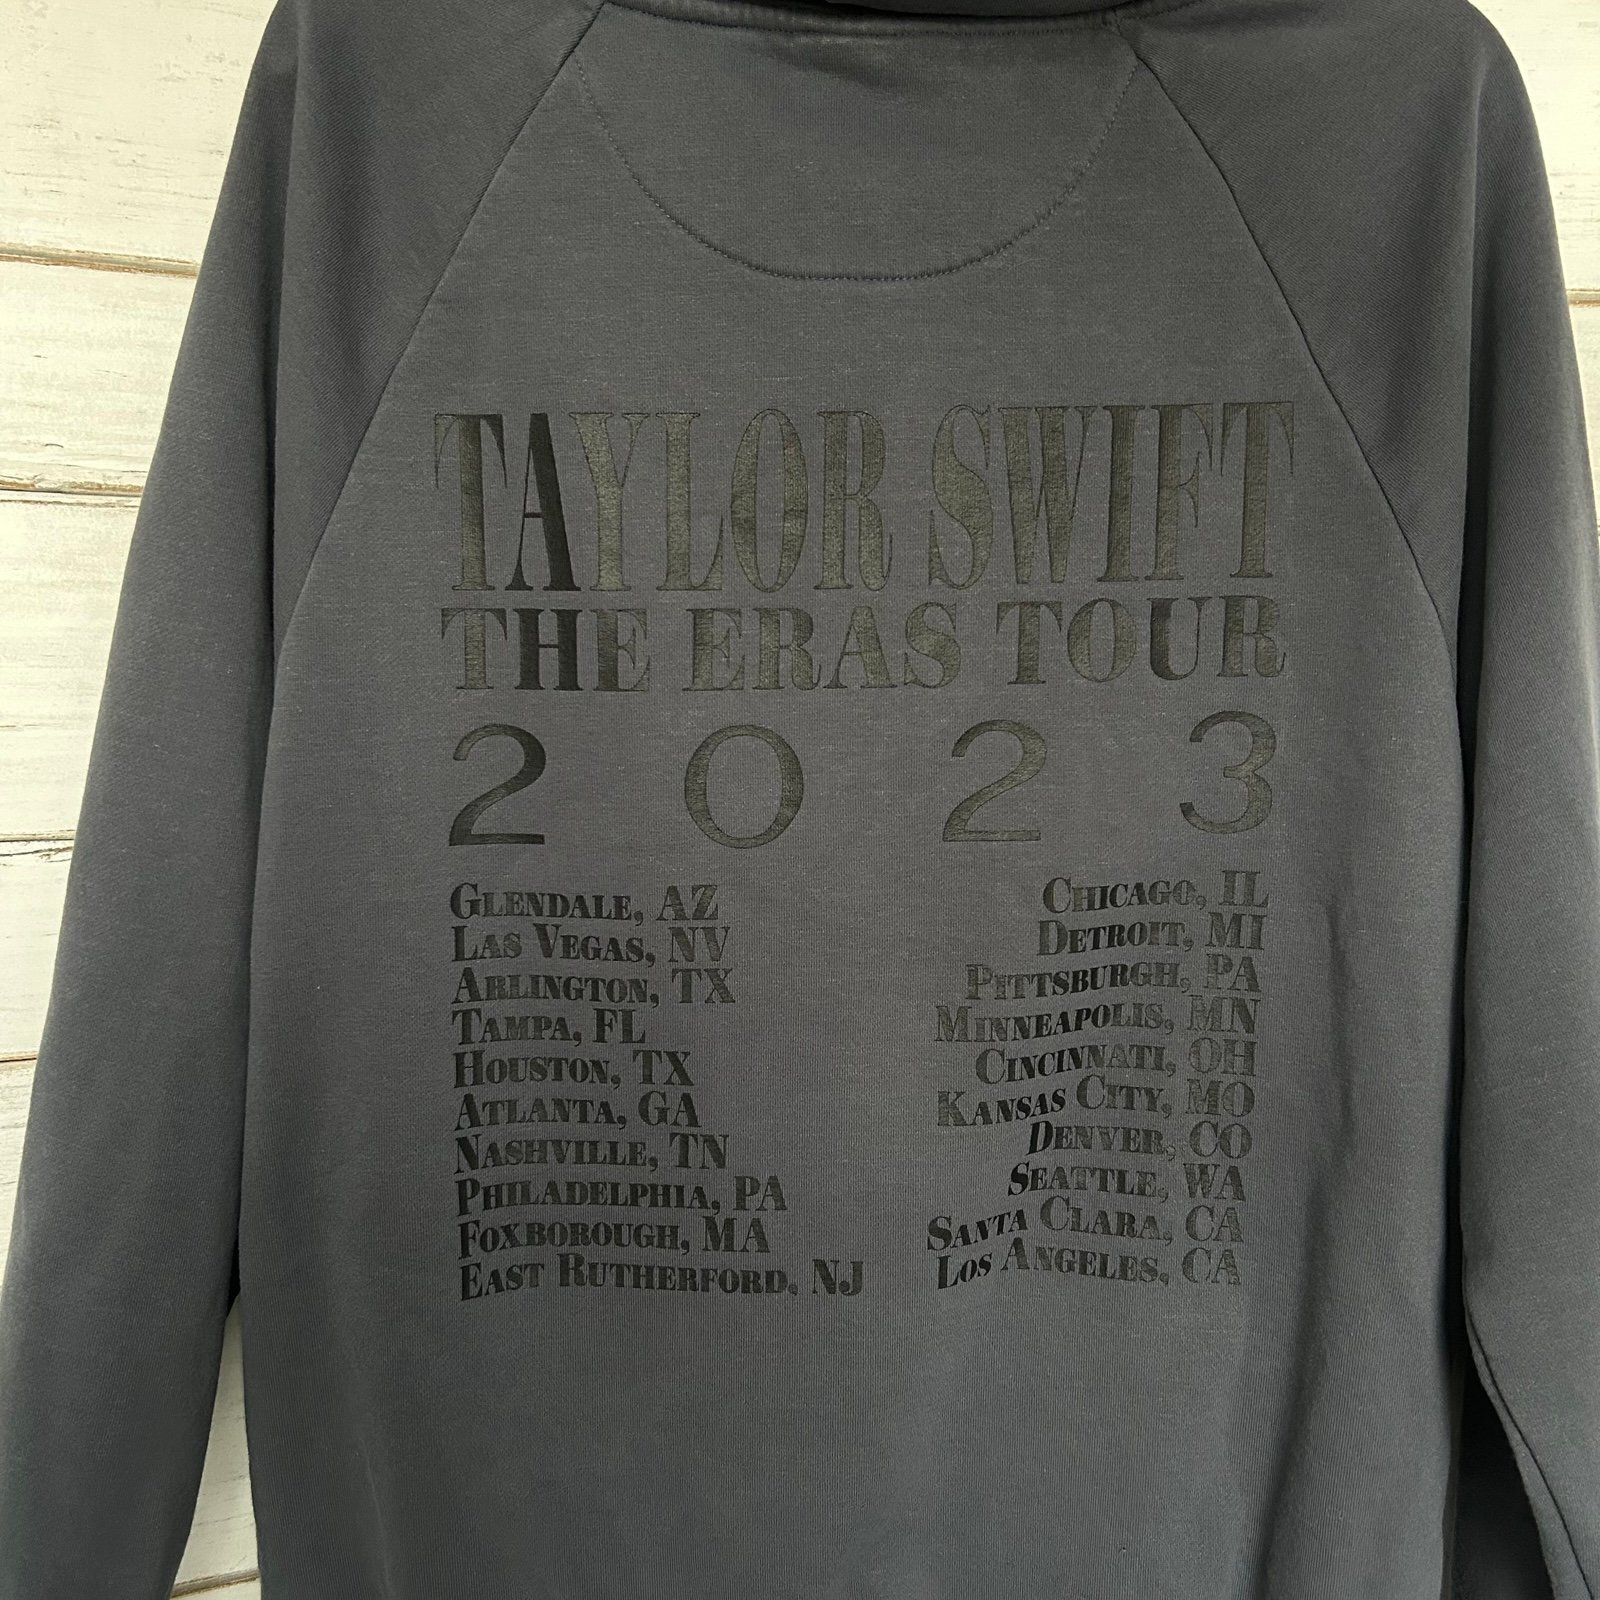 TAYLOR SWIFT
THE ERAS TOUR
2 0 2 3
GLENDALE, AZ
LAS VEGAS, NV
ARLINGTON, TX
TAMPA, FL
HOUSTON, TX
ATLANTA, GA
NASHVILLE, TN
PHILADELPHIA, PA
FOXBOROUGH, MA
EAST RUTHERFORD, NJ
CHICAGO, IL
DETROIT, MI
PITTSBURGH, PA
MINNEAPOLIS, MN
CINCINNATI, OH
KANSAS CITY, MO
DENVER, CO
SEATTLE, WA
SANTA CLARA, CA
LOS ANGELES, CA